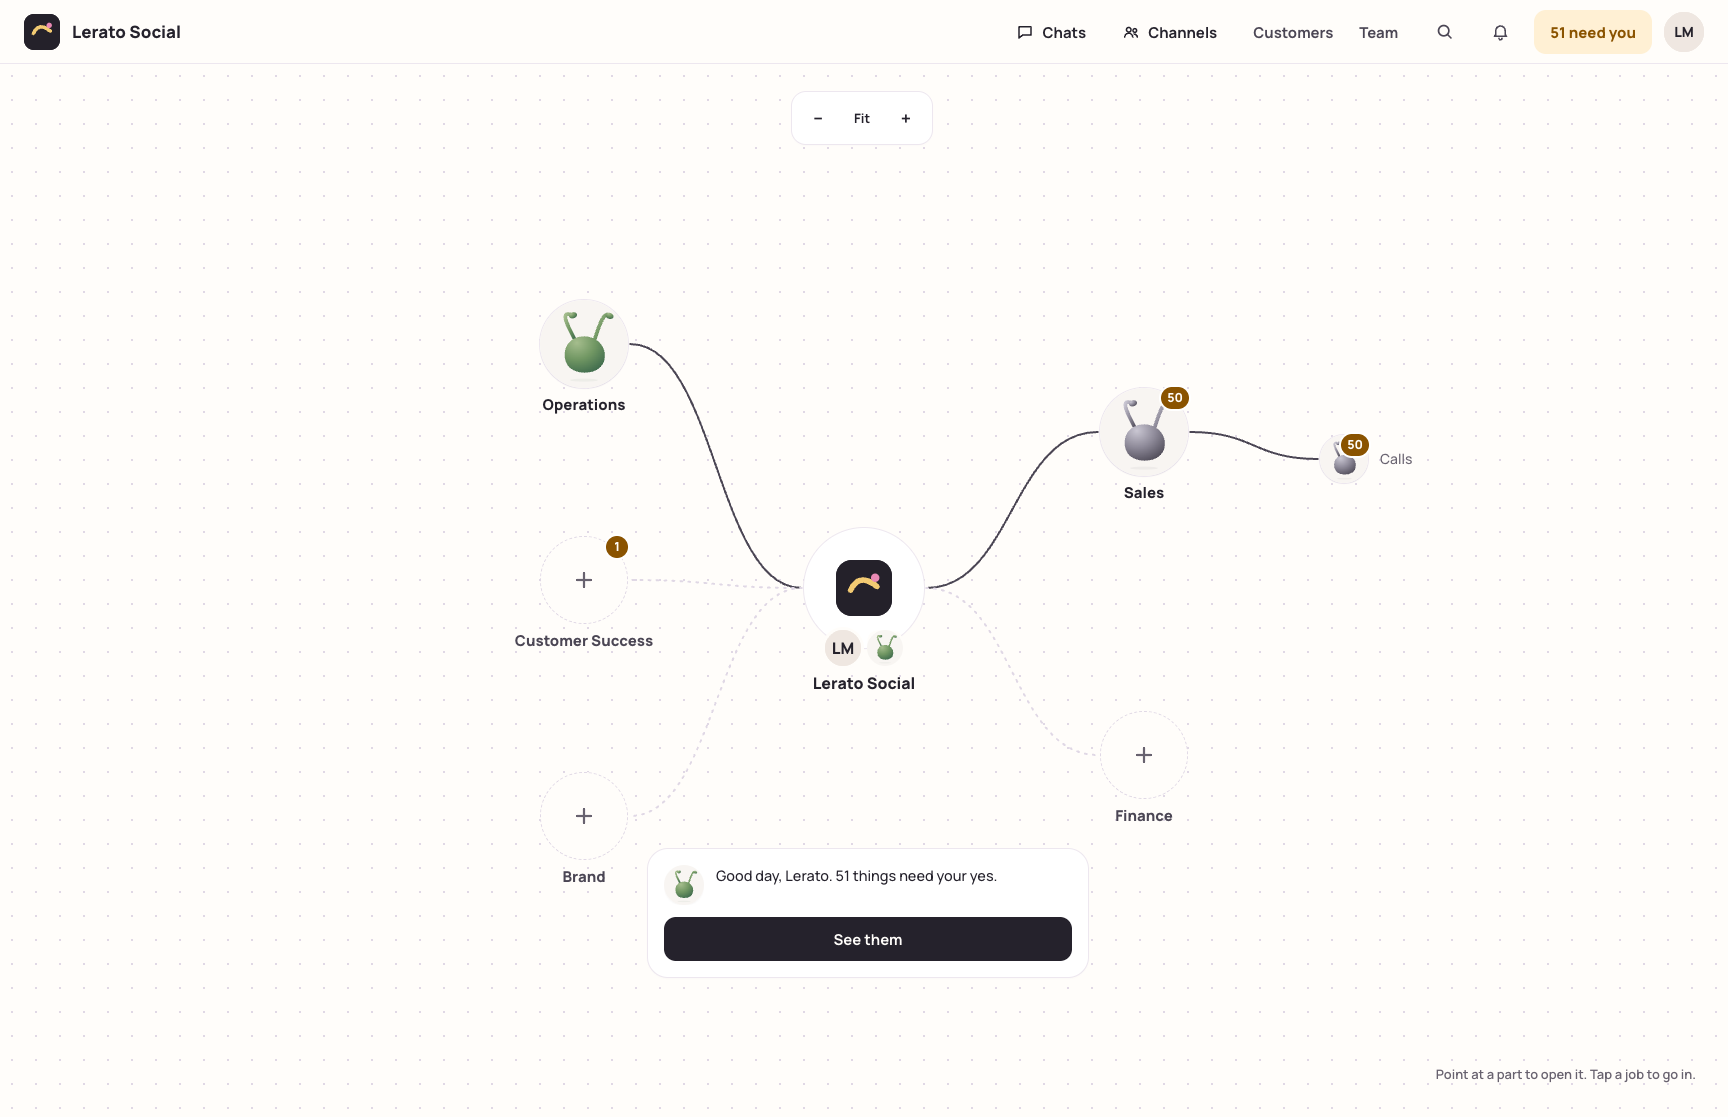 Lerato Social
Chats
Channels
Customers
Team
51 need you
LM
− Fit +
Operations
50
Sales
50
Calls
1
Customer Success
LM
Lerato Social
Finance
Brand
Good day, Lerato. 51 things need your yes.
See them
Point at a part to open it. Tap a job to go in.